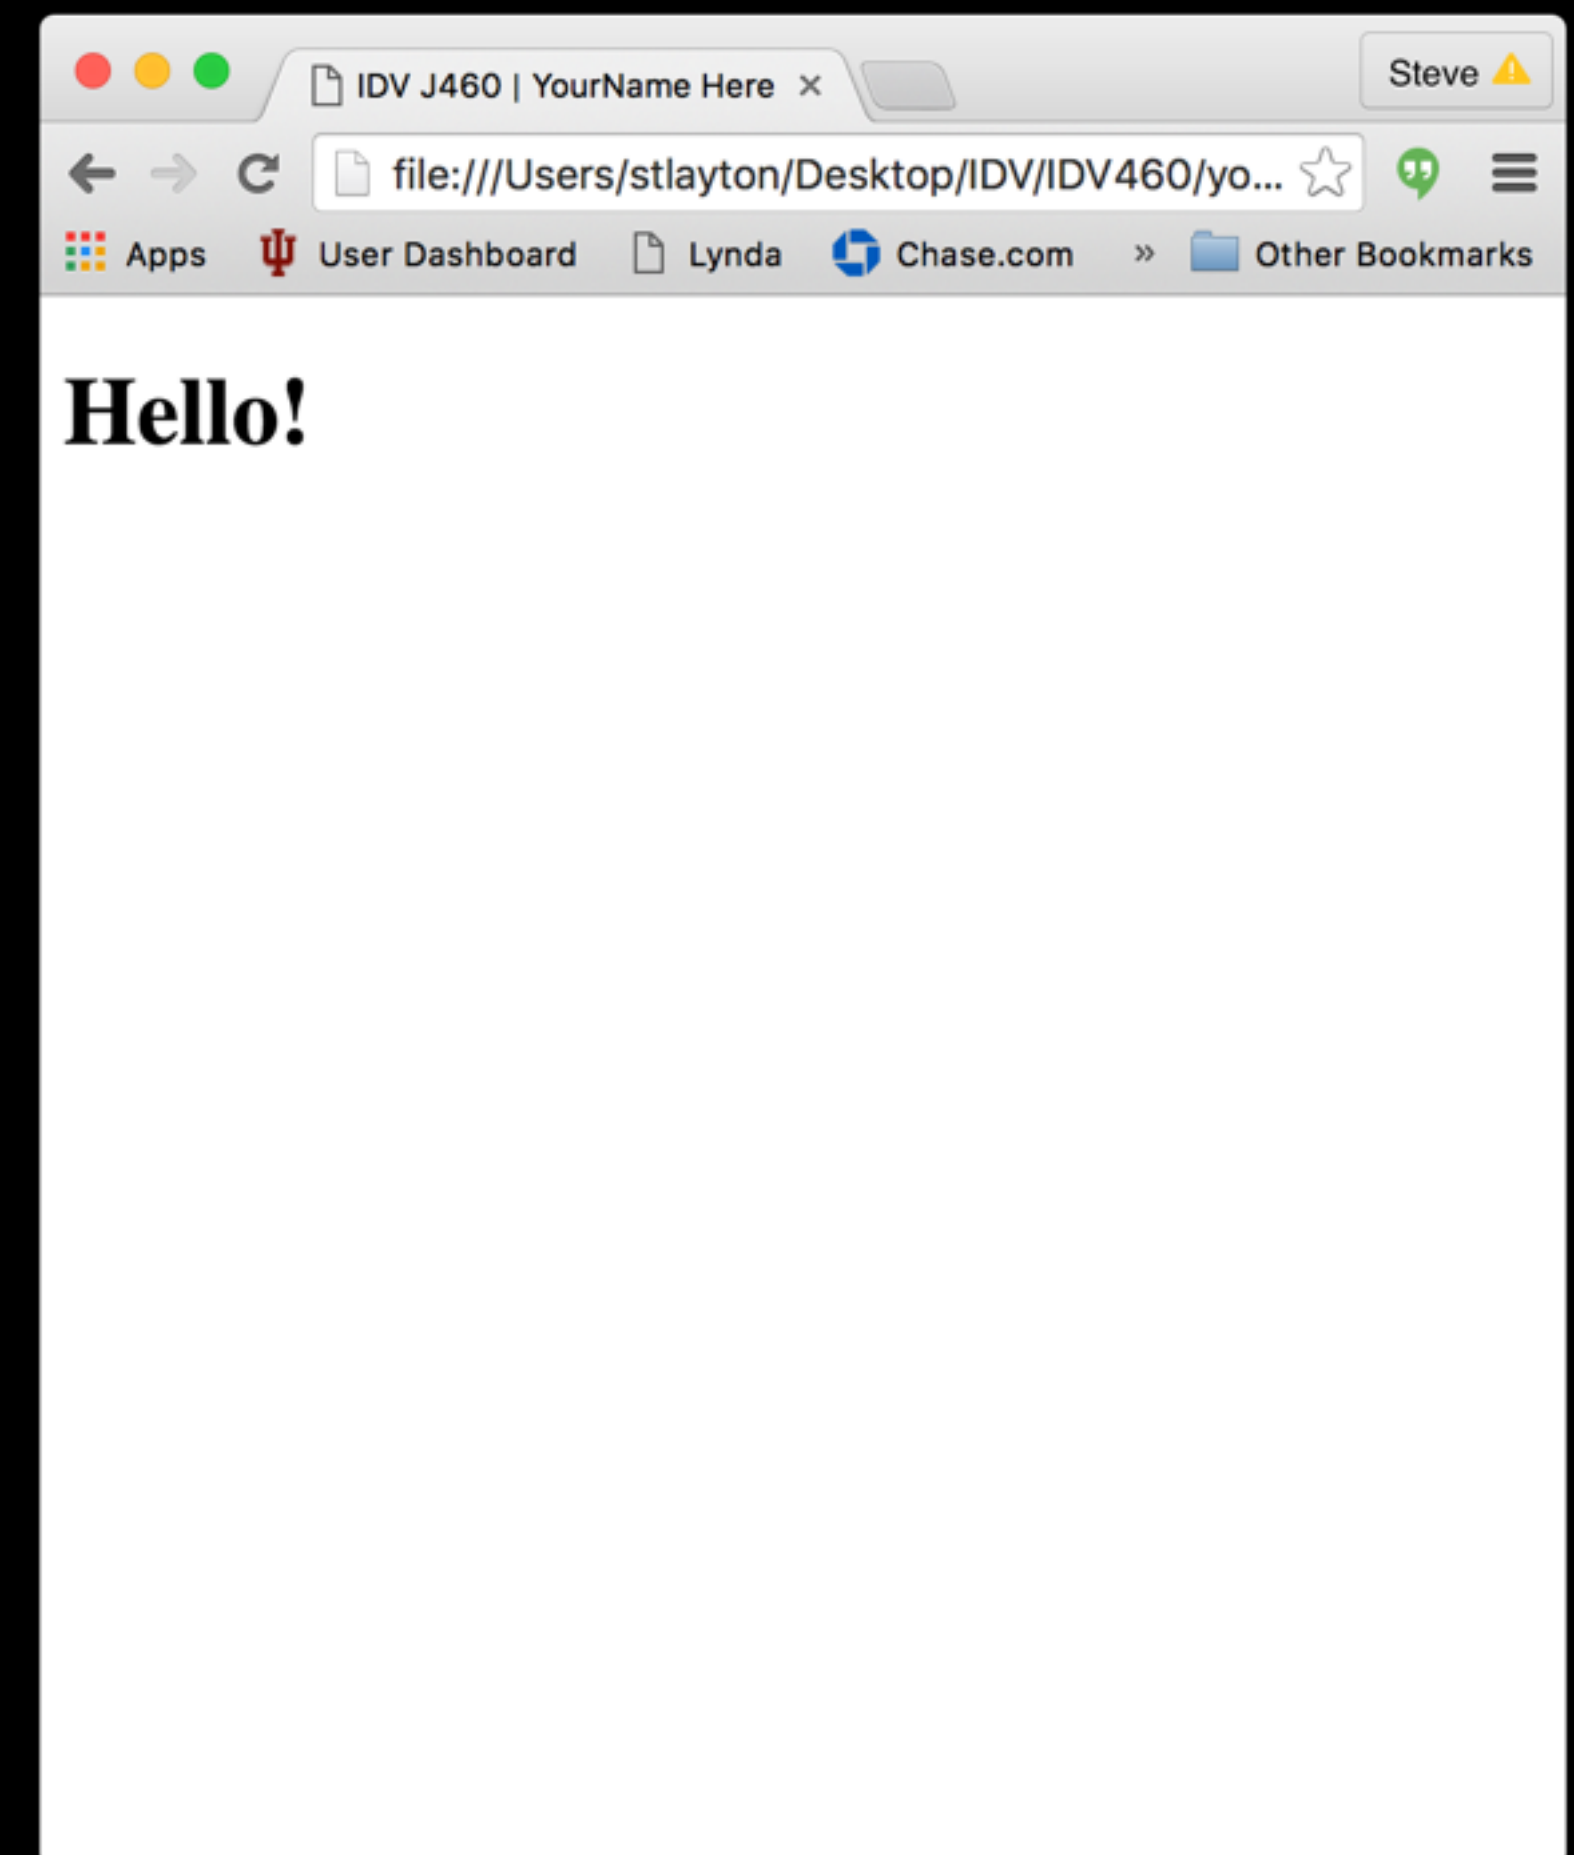 IDV J460 | YourName Here
Steve
file:///Users/stlayton/Desktop/IDV/IDV460/yo...
Apps User Dashboard Lynda Chase.com » Other Bookmarks
Hello!